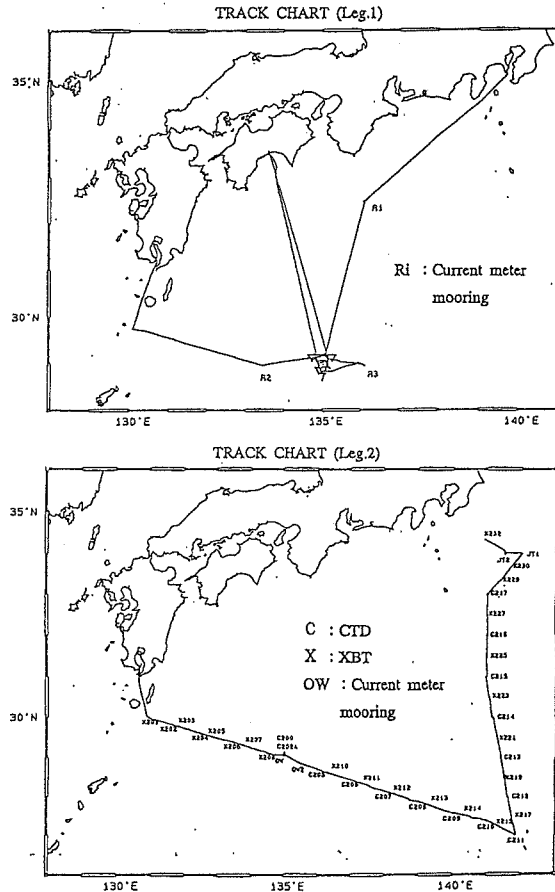 TRACK CHART (Leg.1)
35°N
R1
Ri : Current meter
mooring
30°N
R2
R3
130°E
135°E
140°E
TRACK CHART (Leg.2)
35°N
X232
JT1
JT2
X230
X229
C217
X227
C216
X225
C215
X223
C214
X221
C213
X219
C212
X217
C : CTD
X : XBT
OW : Current meter
mooring
30°N
X201
X202
X203
X204
X205
X206
X207
C200
OW
OW2
C205
X210
C206
X211
C207
X212
C208
X213
C209
X214
C210
X215
C211
130°E
135°E
140°E